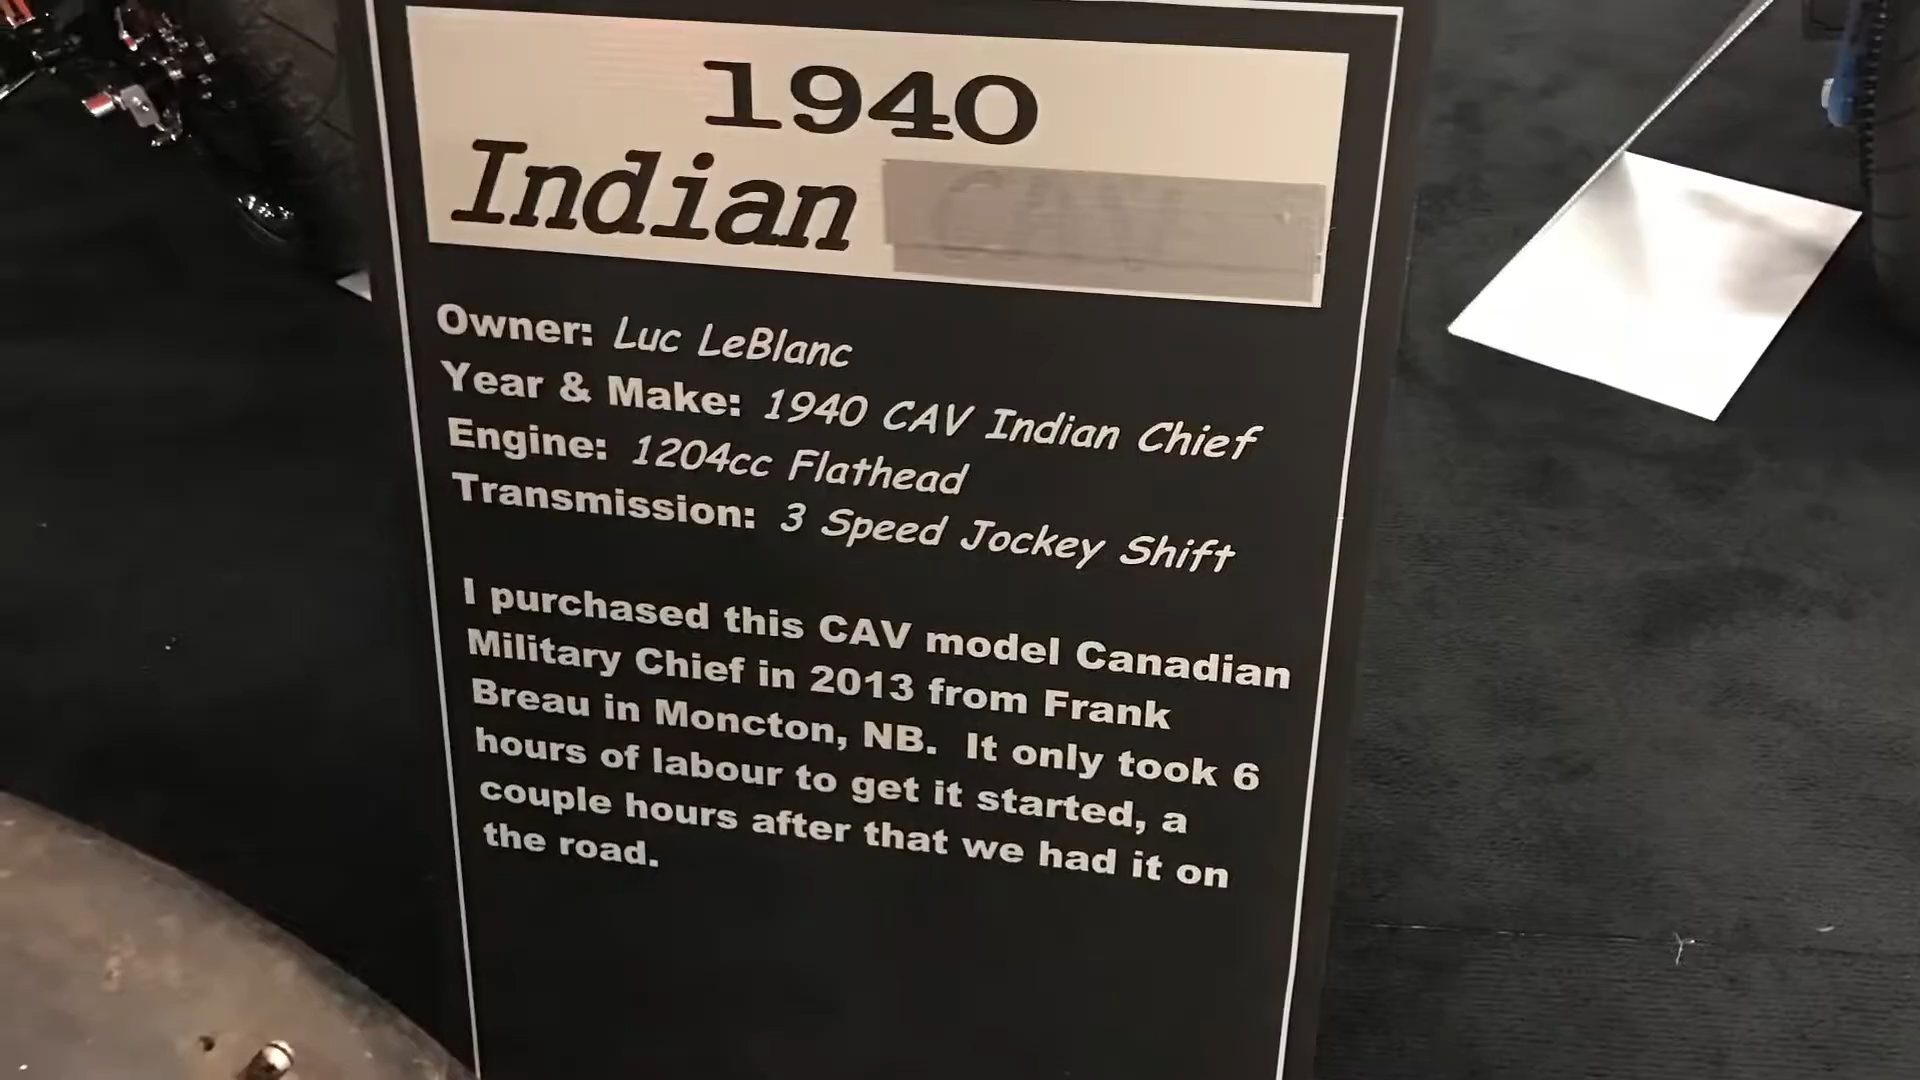 1940
Indian CAV
Owner: Luc LeBlanc
Year & Make: 1940 CAV Indian Chief
Engine: 1204cc Flathead
Transmission: 3 Speed Jockey Shift
I purchased this CAV model Canadian
Military Chief in 2013 from Frank
Breau in Moncton, NB. It only took 6
hours of labour to get it started, a
couple hours after that we had it on
the road.